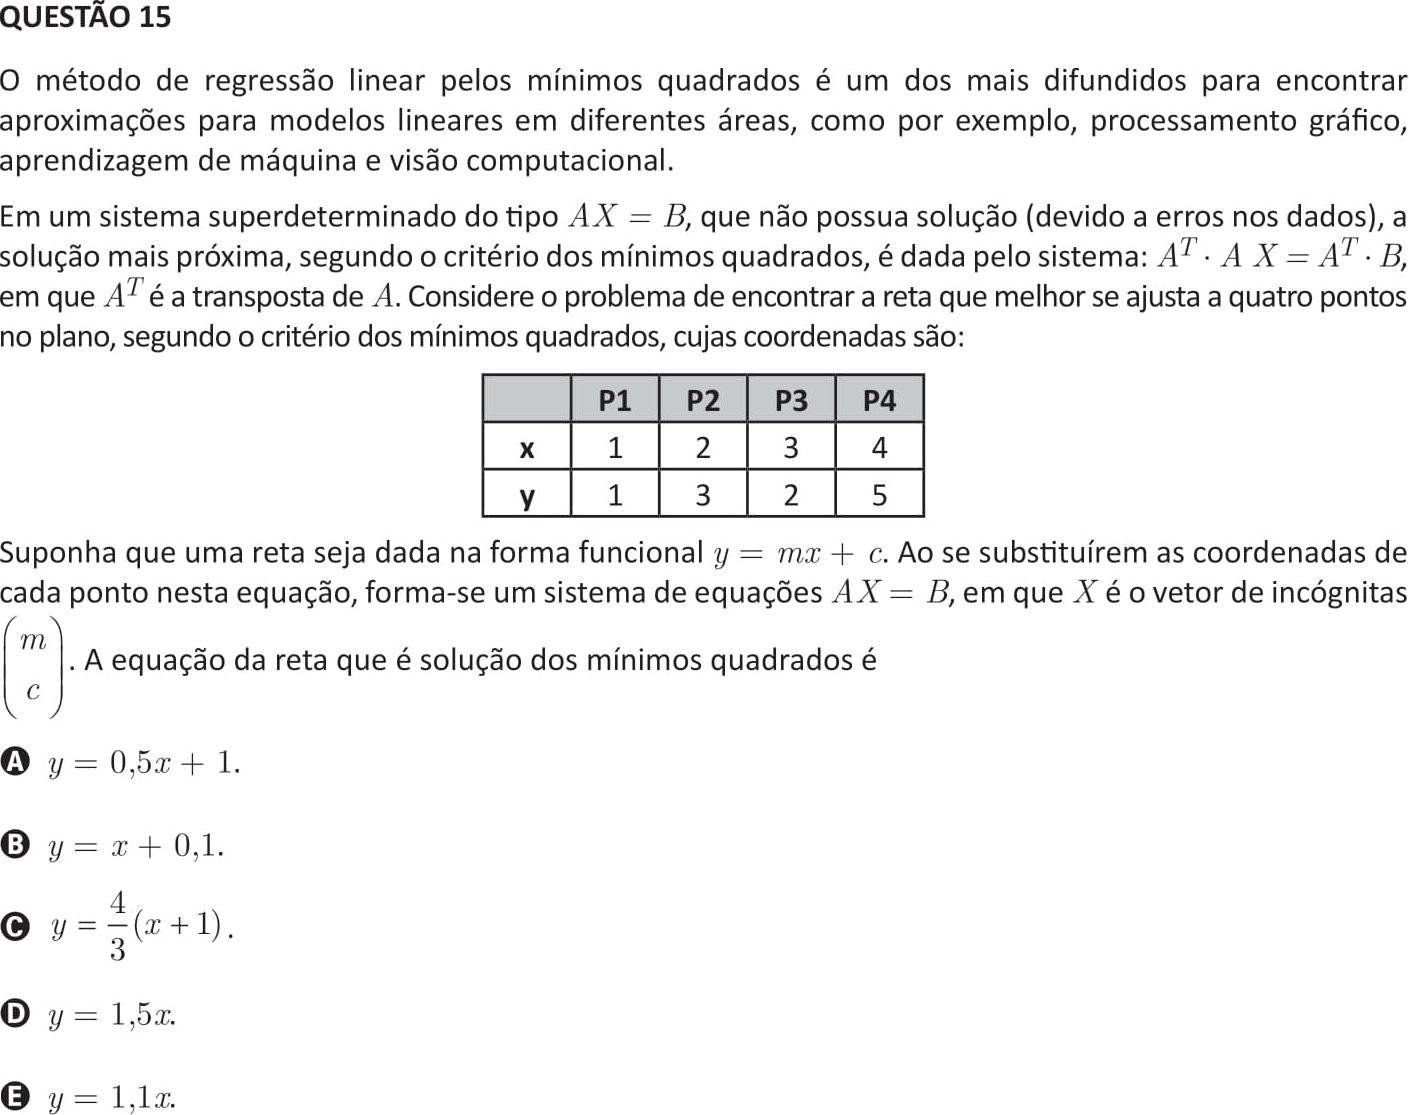 QUESTÃO 15
O método de regressão linear pelos mínimos quadrados é um dos mais difundidos para encontrar
aproximações para modelos lineares em diferentes áreas, como por exemplo, processamento gráfico,
aprendizagem de máquina e visão computacional.
Em um sistema superdeterminado do tipo AX = B, que não possua solução (devido a erros nos dados), a
solução mais próxima, segundo o critério dos mínimos quadrados, é dada pelo sistema: A^T · A X = A^T · B,
em que A^T é a transposta de A. Considere o problema de encontrar a reta que melhor se ajusta a quatro pontos
no plano, segundo o critério dos mínimos quadrados, cujas coordenadas são:
P1 P2 P3 P4
x 1 2 3 4
y 1 3 2 5
Suponha que uma reta seja dada na forma funcional y = mx + c. Ao se substituírem as coordenadas de
cada ponto nesta equação, forma-se um sistema de equações AX = B, em que X é o vetor de incógnitas
(m
c). A equação da reta que é solução dos mínimos quadrados é
A y = 0,5x + 1.
B y = x + 0,1.
C y = 4/3 (x + 1).
D y = 1,5x.
E y = 1,1x.